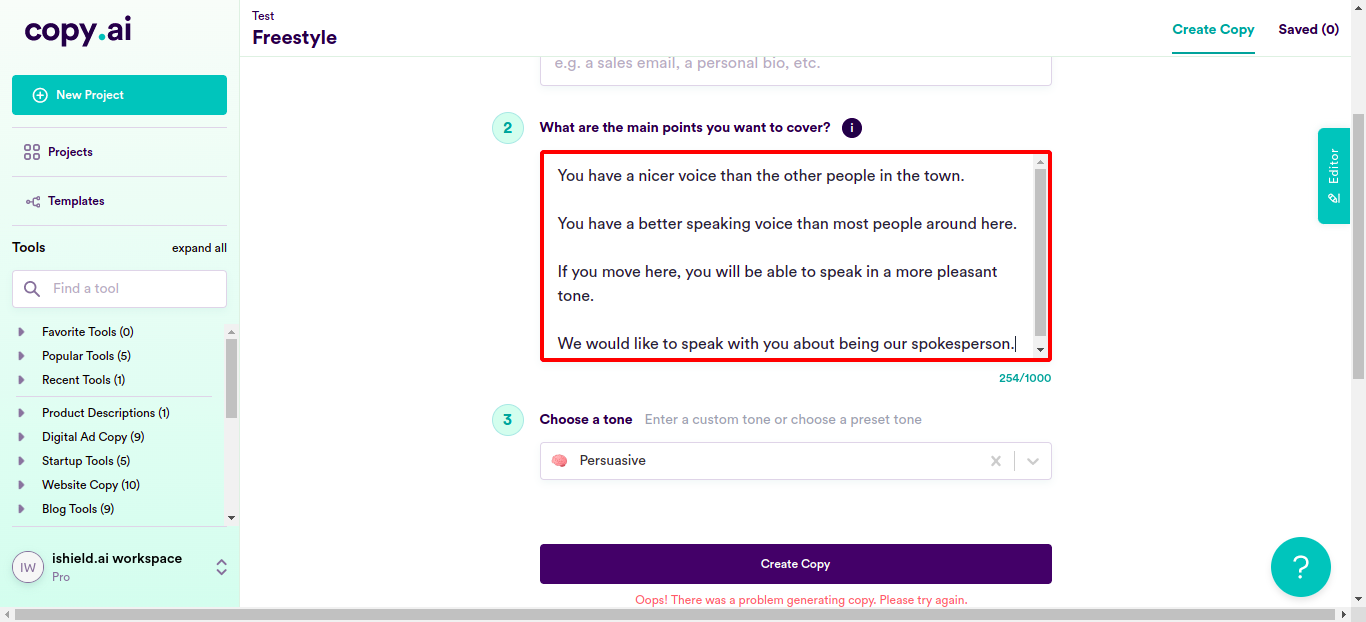 copy.ai
New Project
Projects
Templates
Tools
expand all
Find a tool
Favorite Tools (0)
Popular Tools (5)
Recent Tools (1)
Product Descriptions (1)
Digital Ad Copy (9)
Startup Tools (5)
Website Copy (10)
Blog Tools (9)
IW
ishield.ai workspace
Pro
Test
Freestyle
Create Copy
Saved (0)
e.g. a sales email, a personal bio, etc.
2
What are the main points you want to cover?
i
You have a nicer voice than the other people in the town.
You have a better speaking voice than most people around here.
If you move here, you will be able to speak in a more pleasant
tone.
We would like to speak with you about being our spokesperson.
254/1000
3
Choose a tone
Enter a custom tone or choose a preset tone
Persuasive
Create Copy
Oops! There was a problem generating copy. Please try again.
Editor
?